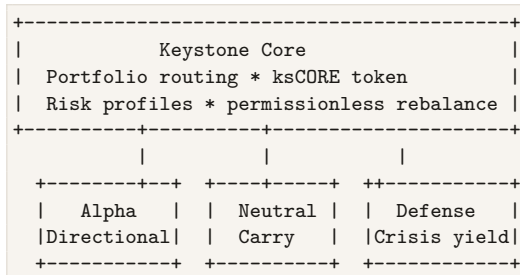 +------------------------------------------+
|            Keystone Core                 |
|  Portfolio routing * ksCORE token        |
|  Risk profiles * permissionless rebalance |
+----------+----------+--------------------+
           |          |           |
  +--------+--+  +----+-----+  ++-----------+
  |   Alpha   |  | Neutral  |  |  Defense   |
  |Directional|  |  Carry   |  |Crisis yield|
  +-----------+  +----------+  +------------+